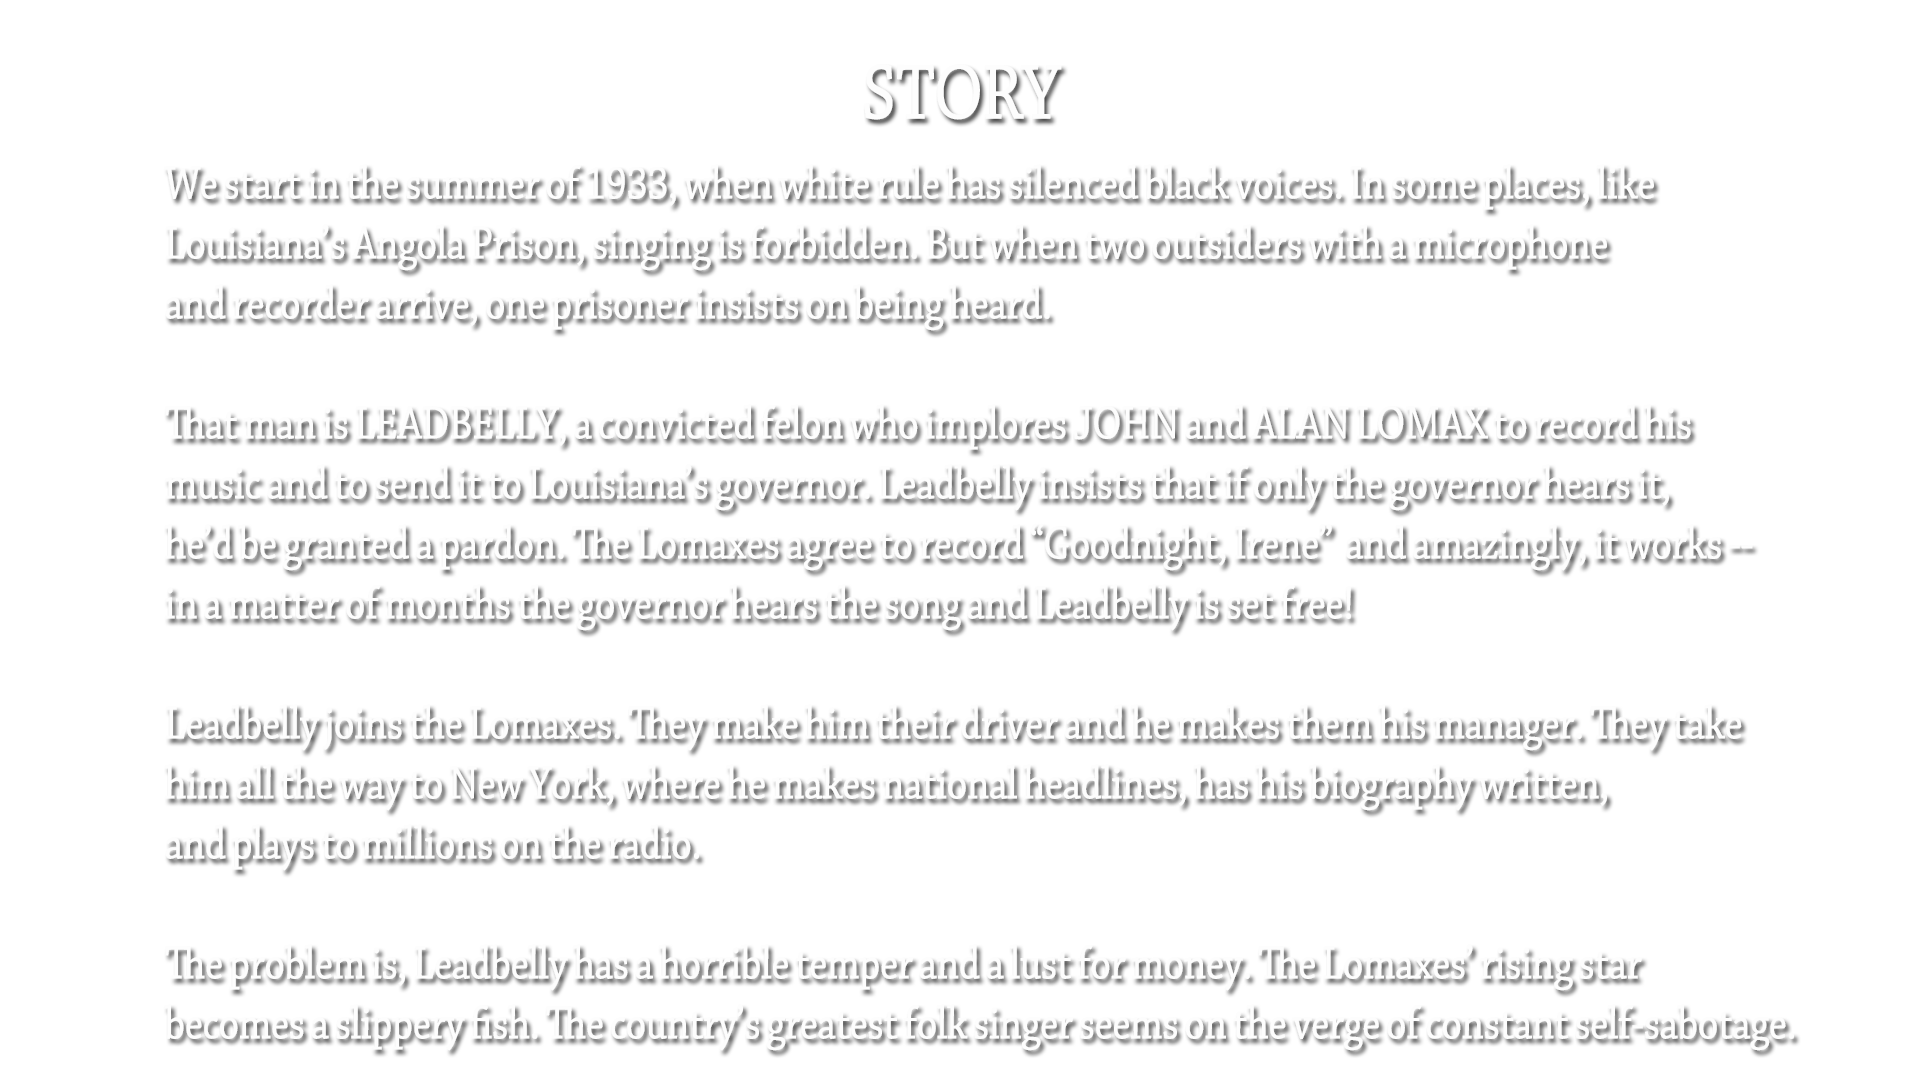 STORY
We start in the summer of 1933, when white rule has silenced black voices. In some places, like
Louisiana’s Angola Prison, singing is forbidden. But when two outsiders with a microphone
and recorder arrive, one prisoner insists on being heard.
That man is LEADBELLY, a convicted felon who implores JOHN and ALAN LOMAX to record his
music and to send it to Louisiana’s governor. Leadbelly insists that if only the governor hears it,
he’d be granted a pardon. The Lomaxes agree to record “Goodnight, Irene” and amazingly, it works --
in a matter of months the governor hears the song and Leadbelly is set free!
Leadbelly joins the Lomaxes. They make him their driver and he makes them his manager. They take
him all the way to New York, where he makes national headlines, has his biography written,
and plays to millions on the radio.
The problem is, Leadbelly has a horrible temper and a lust for money. The Lomaxes’ rising star
becomes a slippery fish. The country’s greatest folk singer seems on the verge of constant self-sabotage.